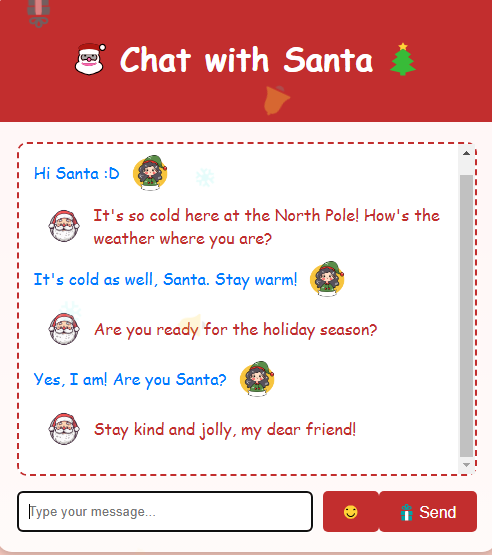 Chat with Santa
Hi Santa :D
It's so cold here at the North Pole! How's the
weather where you are?
It's cold as well, Santa. Stay warm!
Are you ready for the holiday season?
Yes, I am! Are you Santa?
Stay kind and jolly, my dear friend!
Type your message...
Send